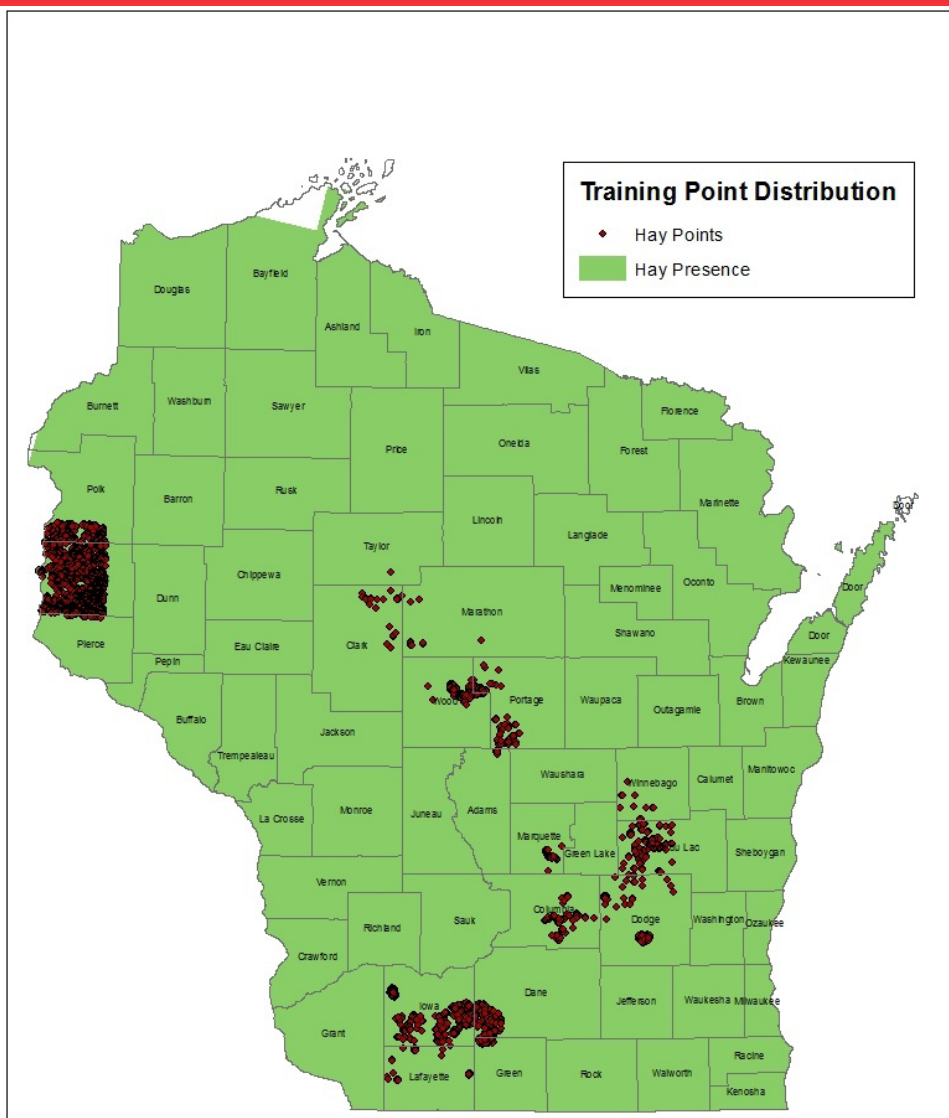 Training Point Distribution
Hay Points
Hay Presence
Bayfield
Douglas
Ashland
Iron
Vilas
Burnett
Washburn
Sawyer
Florence
Price
Oneida
Forest
Polk
Barron
Rusk
Marinette
Lincoln
Langlade
Door
Taylor
Chippewa
Dunn
Menominee
Oconto
Door
Marathon
Pierce
Eau Claire
Clark
Shawano
Door
Pepin
Kewaunee
Wood
Portage
Waupaca
Outagamie
Brown
Buffalo
Jackson
Trempealeau
Waushara
Winnebago
Calumet
Manitowoc
La Crosse
Monroe
Juneau
Adams
Marquette
Green Lake
du Lac
Sheboygan
Vernon
Columbia
Richland
Sauk
Dodge
Washington
Ozaukee
Crawford
Iowa
Dane
Jefferson
Waukesha
Milwaukee
Grant
Lafayette
Green
Rock
Walworth
Racine
Kenosha